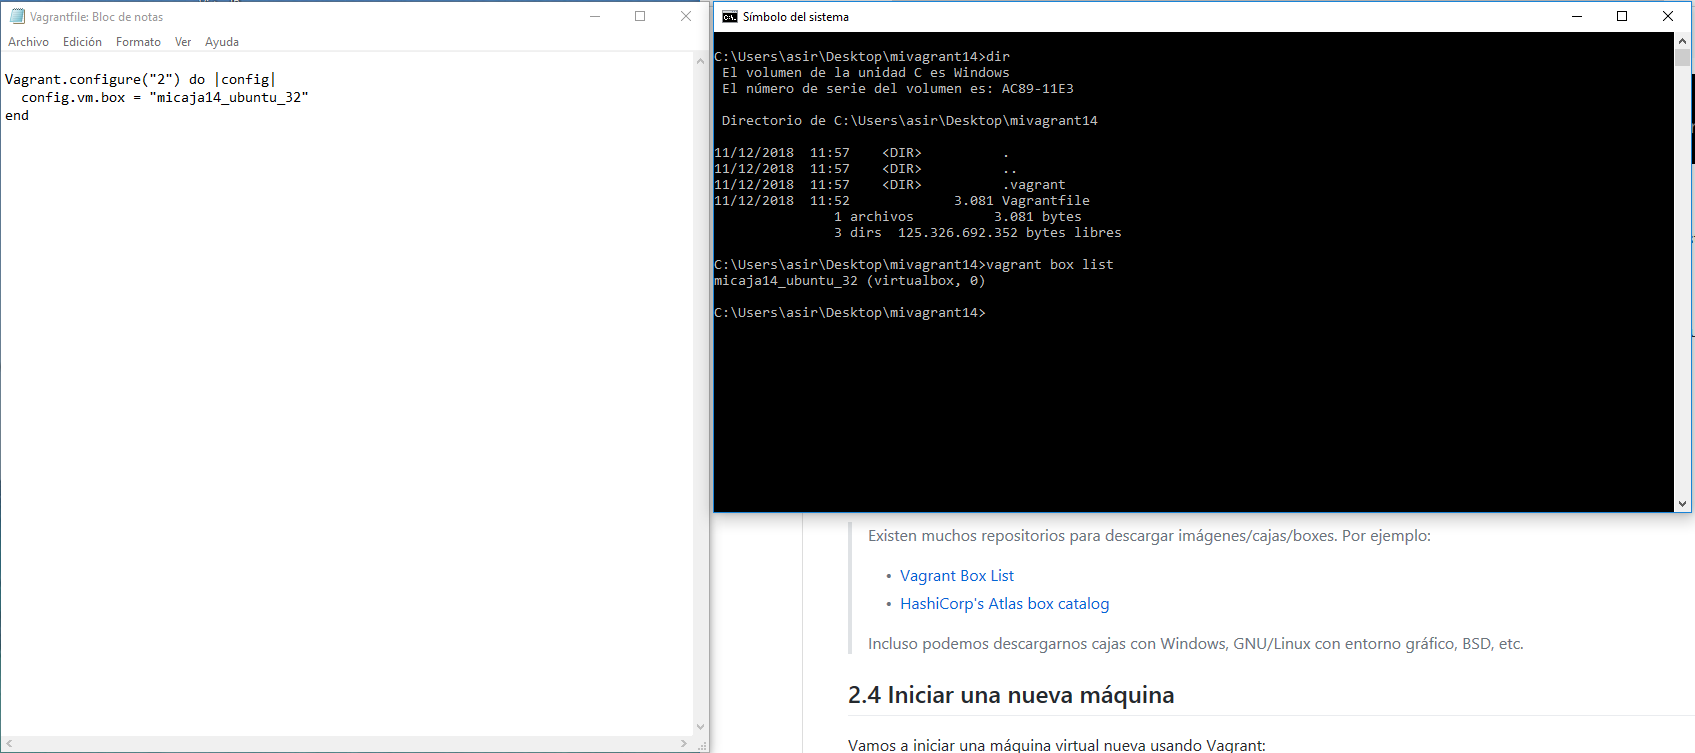 Vagrantfile: Bloc de notas
Archivo Edición Formato Ver Ayuda
Vagrant.configure("2") do |config|
  config.vm.box = "micaja14_ubuntu_32"
end
Símbolo del sistema
C:\Users\asir\Desktop\mivagrant14>dir
 El volumen de la unidad C es Windows
 El número de serie del volumen es: AC89-11E3
 Directorio de C:\Users\asir\Desktop\mivagrant14
11/12/2018  11:57    <DIR>          .
11/12/2018  11:57    <DIR>          ..
11/12/2018  11:57    <DIR>          .vagrant
11/12/2018  11:52             3.081 Vagrantfile
               1 archivos          3.081 bytes
               3 dirs  125.326.692.352 bytes libres
C:\Users\asir\Desktop\mivagrant14>vagrant box list
micaja14_ubuntu_32 (virtualbox, 0)
C:\Users\asir\Desktop\mivagrant14>
Existen muchos repositorios para descargar imágenes/cajas/boxes. Por ejemplo:
• Vagrant Box List
• HashiCorp's Atlas box catalog
Incluso podemos descargarnos cajas con Windows, GNU/Linux con entorno gráfico, BSD, etc.
2.4 Iniciar una nueva máquina
Vamos a iniciar una máquina virtual nueva usando Vagrant: